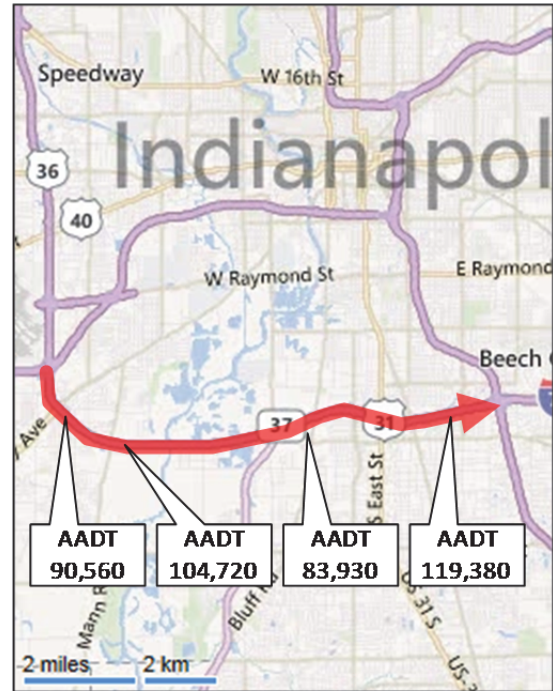 Speedway
W 16th St
Indianapol
36
40
W Raymond St
E Raymond
Beech
y Ave
37
31
S East St
AADT
90,560
AADT
104,720
AADT
83,930
AADT
119,380
Mann R
Bluff Rd
US 31 S
US-3
2 miles
2 km